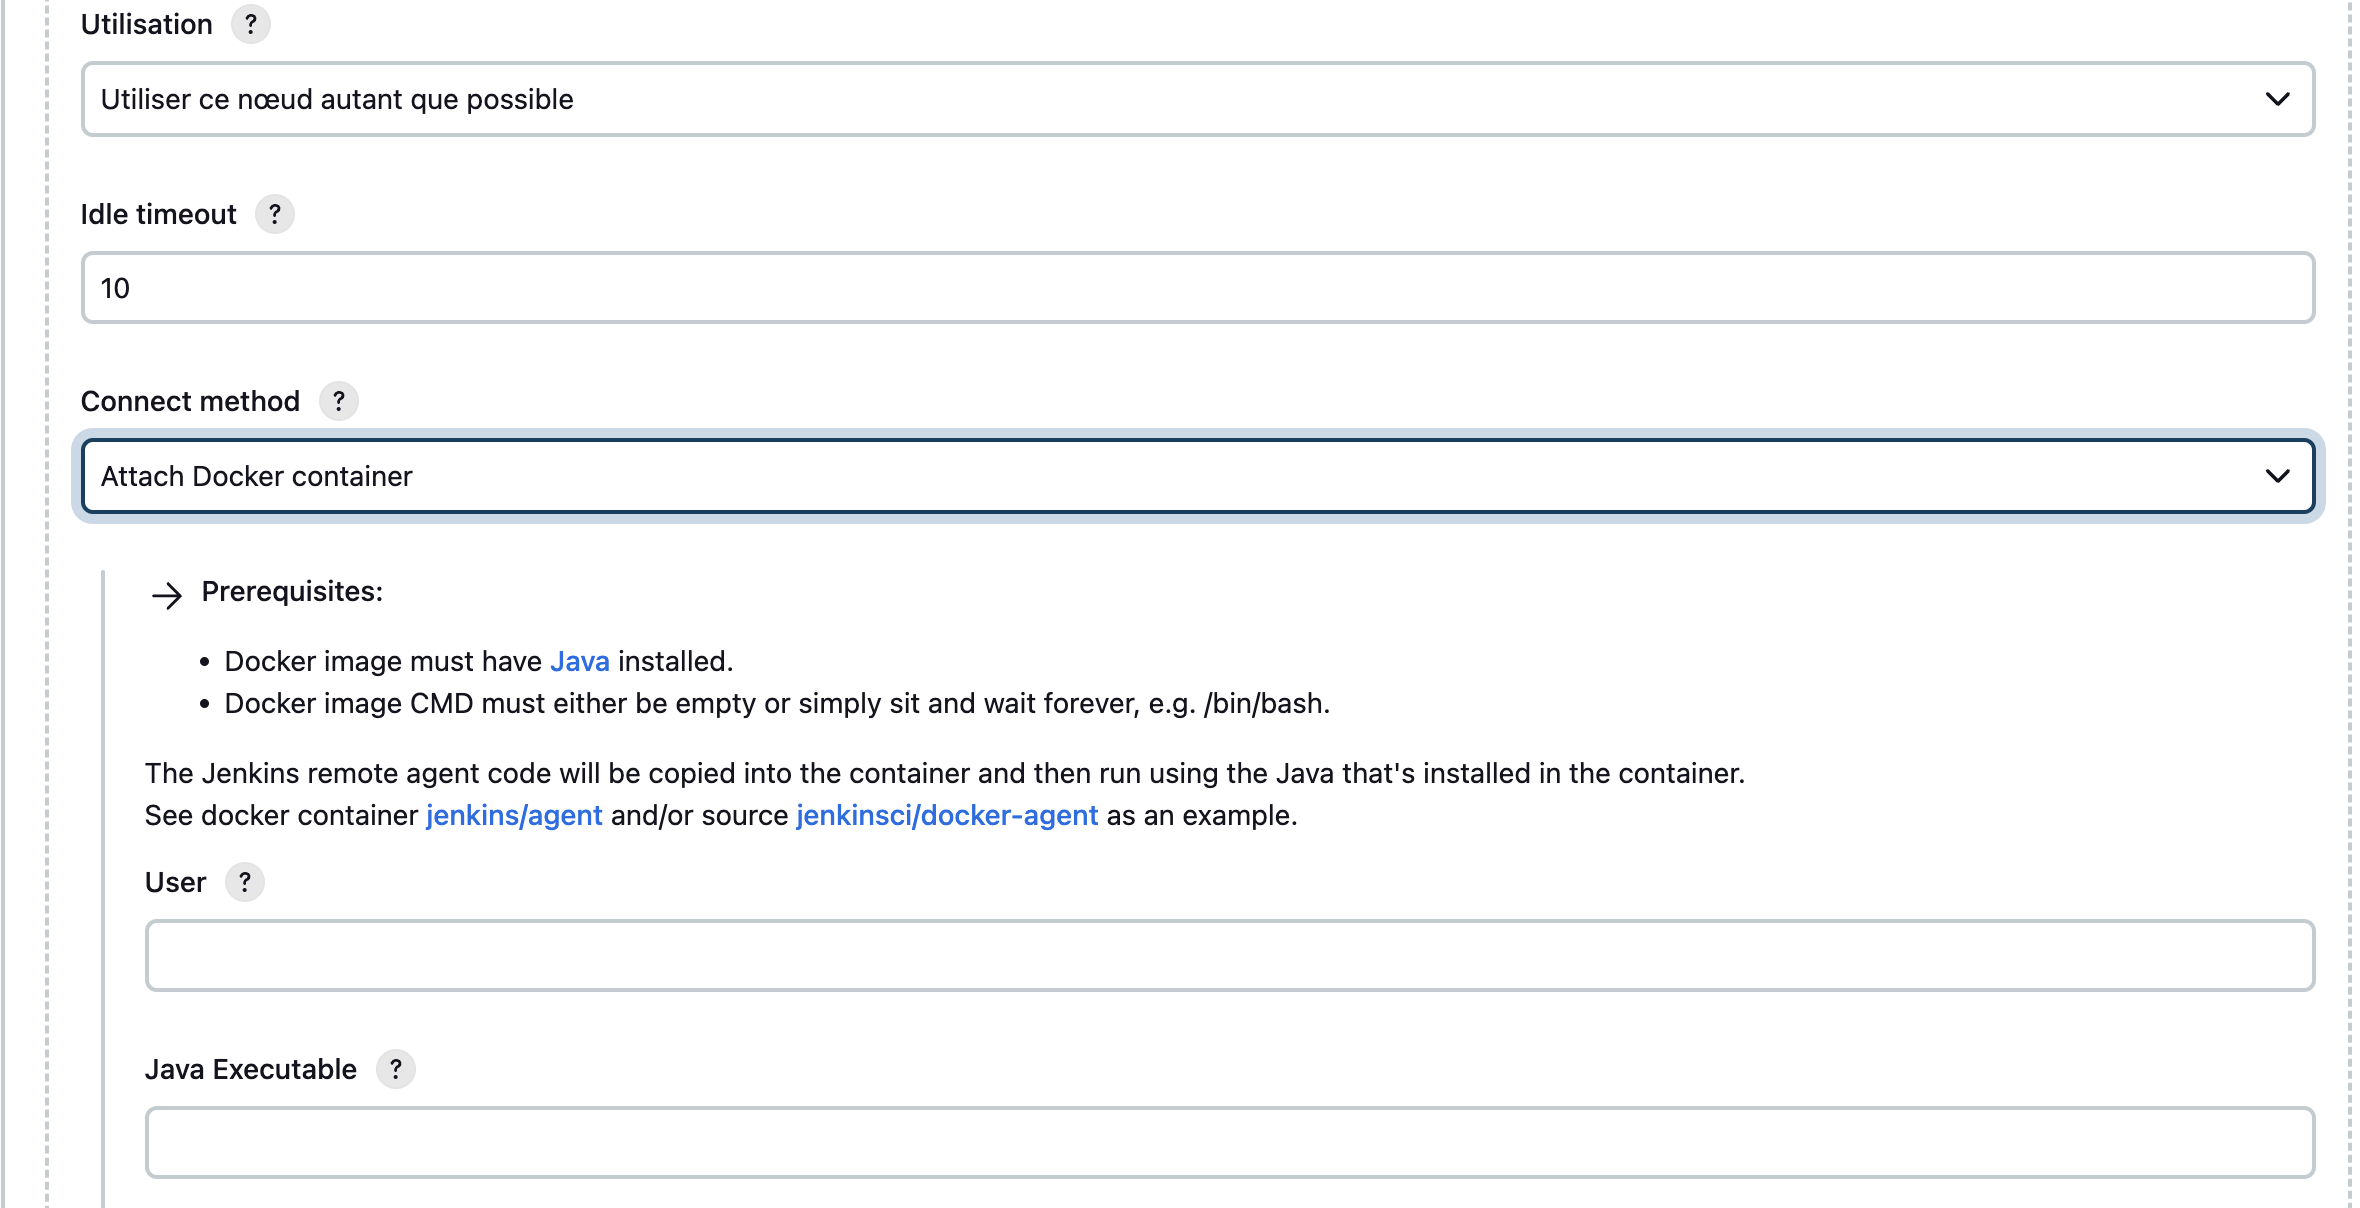 Utilisation ?
Utiliser ce nœud autant que possible
Idle timeout ?
10
Connect method ?
Attach Docker container
→ Prerequisites:
• Docker image must have Java installed.
• Docker image CMD must either be empty or simply sit and wait forever, e.g. /bin/bash.
The Jenkins remote agent code will be copied into the container and then run using the Java that's installed in the container.
See docker container jenkins/agent and/or source jenkinsci/docker-agent as an example.
User ?
Java Executable ?